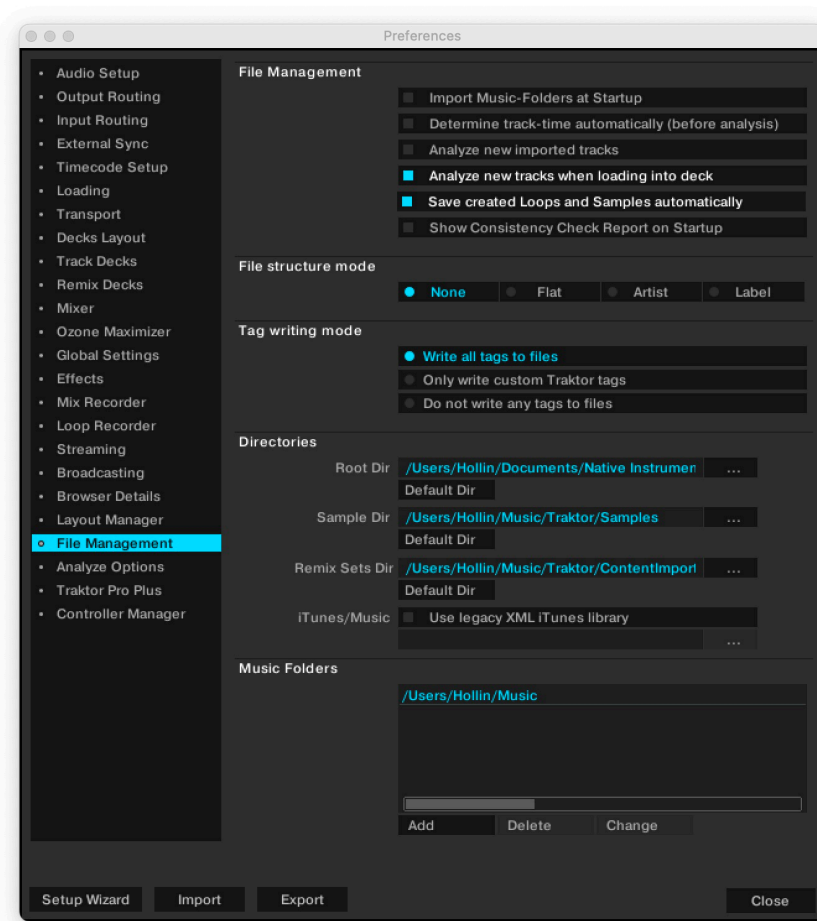 Preferences
Audio Setup
Output Routing
Input Routing
External Sync
Timecode Setup
Loading
Transport
Decks Layout
Track Decks
Remix Decks
Mixer
Ozone Maximizer
Global Settings
Effects
Mix Recorder
Loop Recorder
Streaming
Broadcasting
Browser Details
Layout Manager
File Management
Analyze Options
Traktor Pro Plus
Controller Manager
File Management
Import Music-Folders at Startup
Determine track-time automatically (before analysis)
Analyze new imported tracks
Analyze new tracks when loading into deck
Save created Loops and Samples automatically
Show Consistency Check Report on Startup
File structure mode
None Flat Artist Label
Tag writing mode
Write all tags to files
Only write custom Traktor tags
Do not write any tags to files
Directories
Root Dir /Users/Hollin/Documents/Native Instrumen ...
Default Dir
Sample Dir /Users/Hollin/Music/Traktor/Samples ...
Default Dir
Remix Sets Dir /Users/Hollin/Music/Traktor/ContentImport ...
Default Dir
iTunes/Music Use legacy XML iTunes library
...
Music Folders
/Users/Hollin/Music
Add Delete Change
Setup Wizard Import Export Close